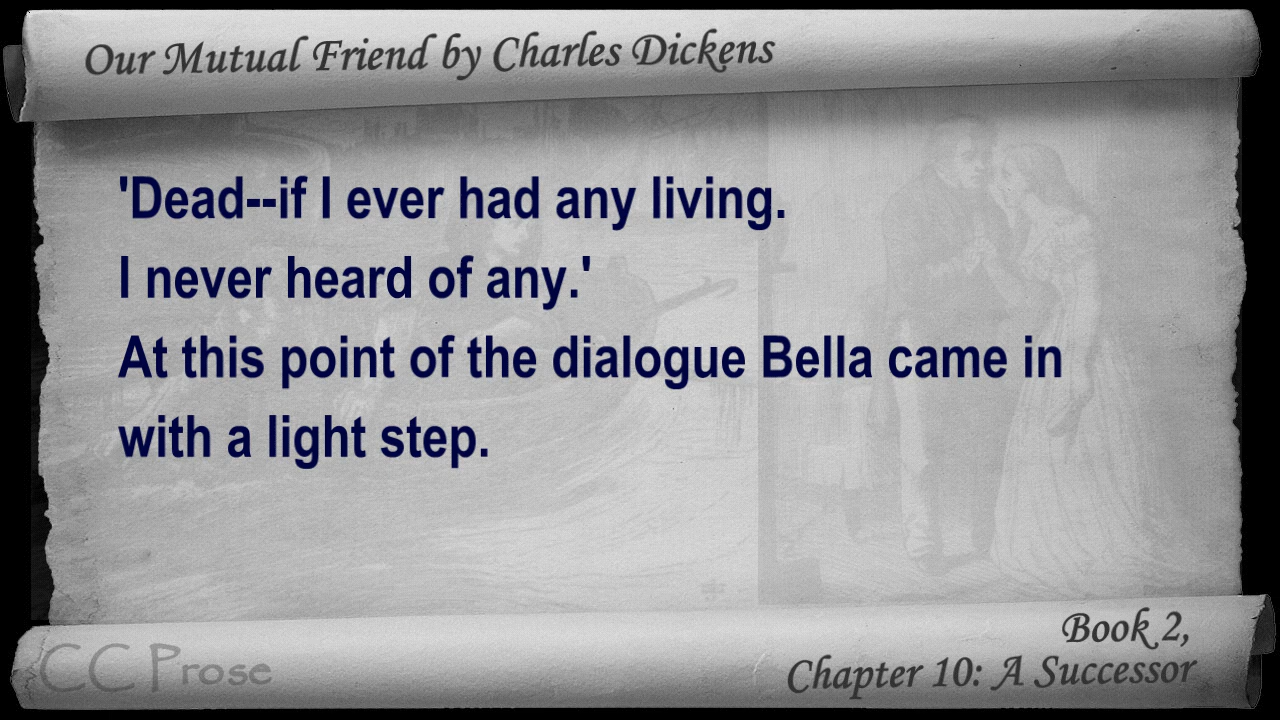 Our Mutual Friend by Charles Dickens
'Dead--if I ever had any living.
I never heard of any.'
At this point of the dialogue Bella came in
with a light step.
Book 2,
Chapter 10: A Successor
CC Prose